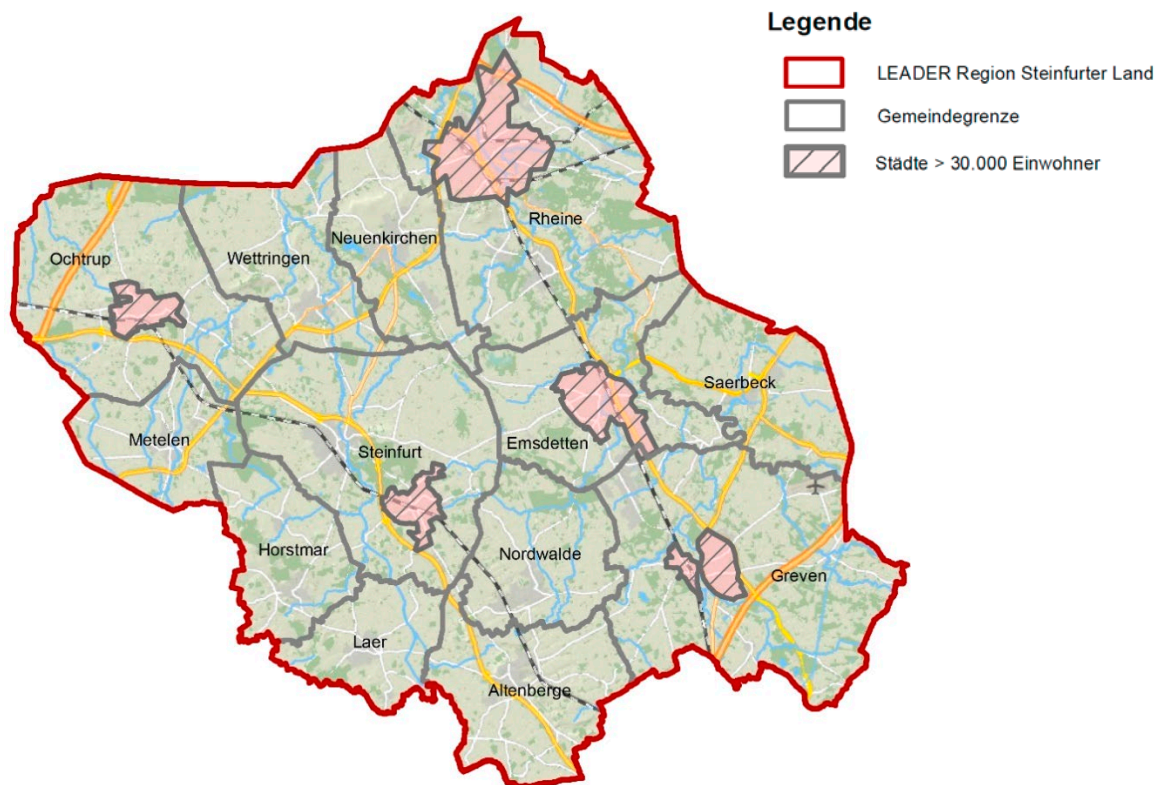 Legende
LEADER Region Steinfurter Land
Gemeindegrenze
Städte > 30.000 Einwohner
Rheine
Neuenkirchen
Wettringen
Ochtrup
Saerbeck
Metelen
Emsdetten
Steinfurt
Horstmar
Nordwalde
Greven
Laer
Altenberge